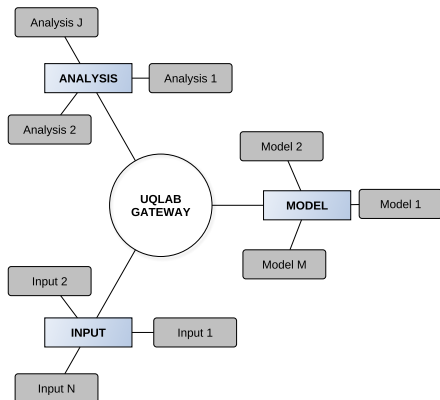 Analysis J
ANALYSIS
Analysis 1
Analysis 2
Model 2
UQLAB
GATEWAY
MODEL
Model 1
Model M
Input 2
INPUT
Input 1
Input N